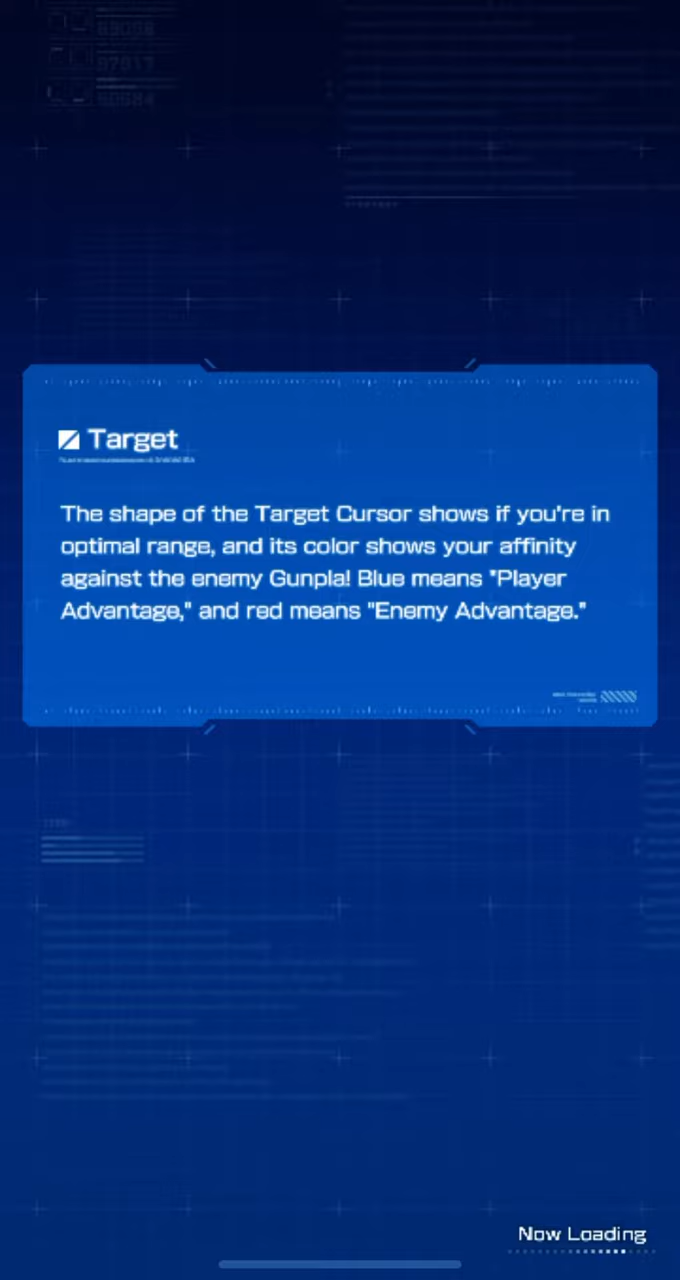 Target
The shape of the Target Cursor shows if you're in
optimal range, and its color shows your affinity
against the enemy Gunpla! Blue means "Player
Advantage," and red means "Enemy Advantage."
Now Loading